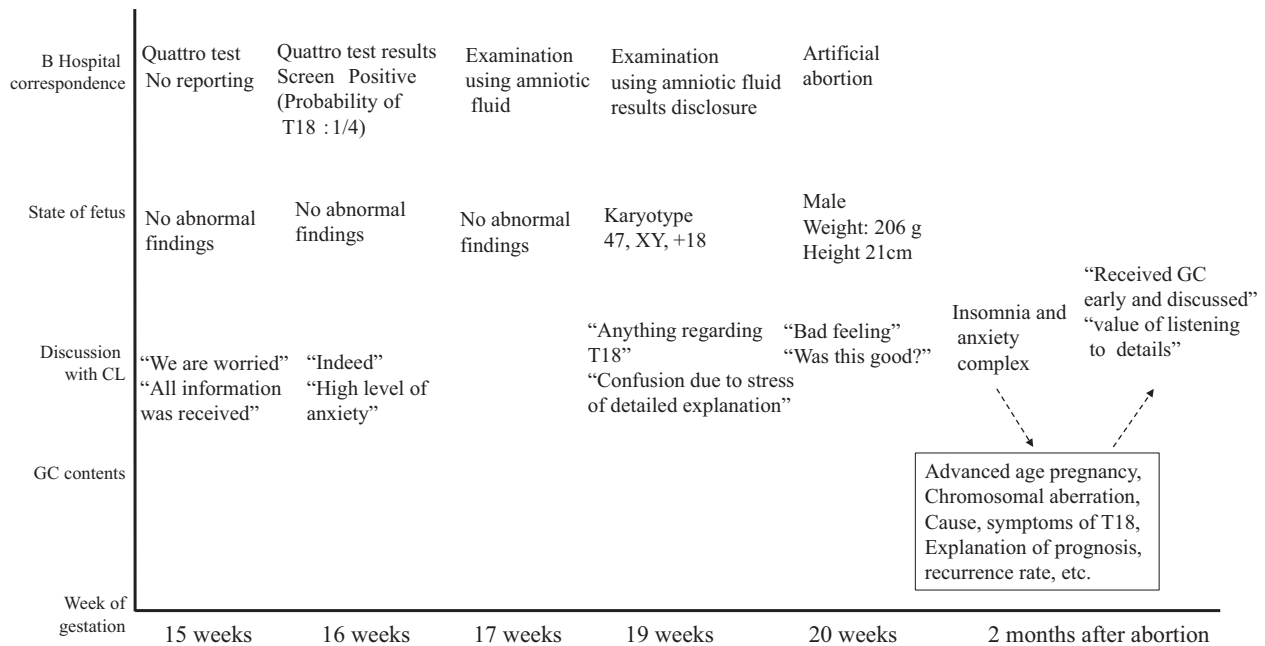 B Hospital
correspondence
Quattro test
No reporting
Quattro test results
Screen Positive
(Probability of
T18 : 1/4)
Examination
using amniotic
fluid
Examination
using amniotic fluid
results disclosure
Artificial
abortion
State of fetus
No abnormal
findings
No abnormal
findings
No abnormal
findings
Karyotype
47, XY, +18
Male
Weight: 206 g
Height 21cm
Discussion
with CL
“We are worried”
“All information
was received”
“Indeed”
“High level of
anxiety”
“Anything regarding
T18”
“Confusion due to stress
of detailed explanation”
“Bad feeling”
“Was this good?”
Insomnia and
anxiety
complex
“Received GC
early and discussed”
“value of listening
to details”
GC contents
Advanced age pregnancy,
Chromosomal aberration,
Cause, symptoms of T18,
Explanation of prognosis,
recurrence rate, etc.
Week of
gestation
15 weeks
16 weeks
17 weeks
19 weeks
20 weeks
2 months after abortion